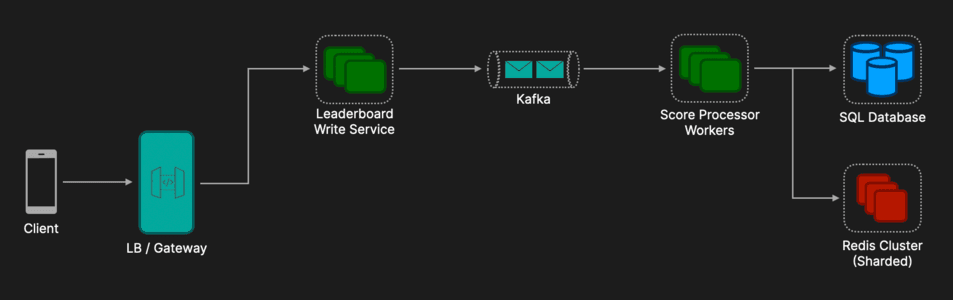 Client
LB / Gateway
Leaderboard
Write Service
Kafka
Score Processor
Workers
SQL Database
Redis Cluster
(Sharded)